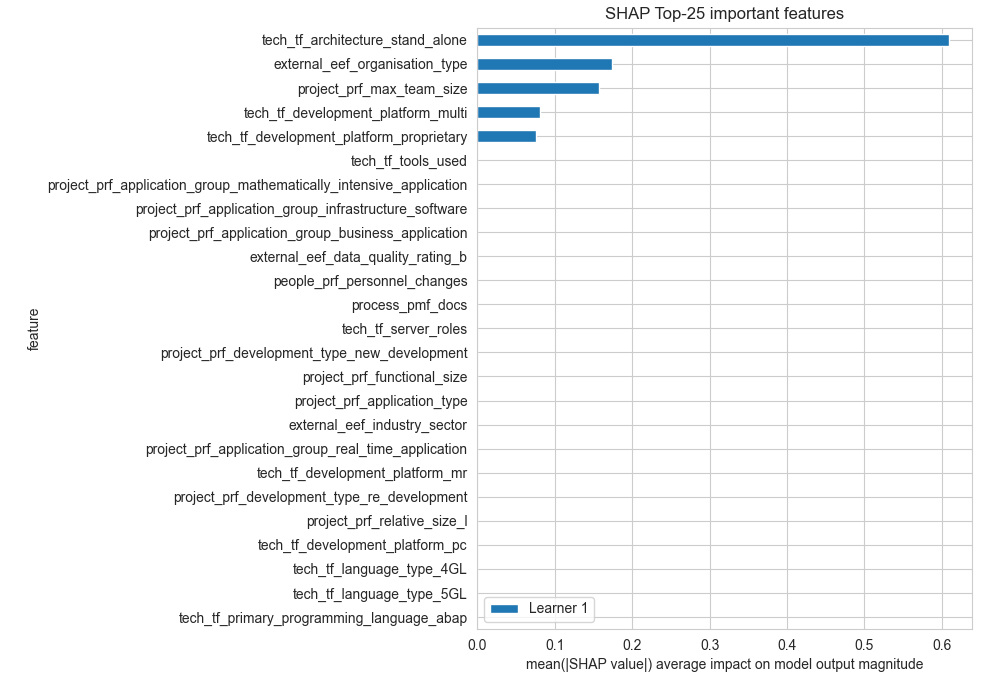 SHAP Top-25 important features
tech_tf_architecture_stand_alone
external_eef_organisation_type
project_prf_max_team_size
tech_tf_development_platform_multi
tech_tf_development_platform_proprietary
tech_tf_tools_used
project_prf_application_group_mathematically_intensive_application
project_prf_application_group_infrastructure_software
project_prf_application_group_business_application
external_eef_data_quality_rating_b
people_prf_personnel_changes
process_pmf_docs
tech_tf_server_roles
project_prf_development_type_new_development
project_prf_functional_size
project_prf_application_type
external_eef_industry_sector
project_prf_application_group_real_time_application
tech_tf_development_platform_mr
project_prf_development_type_re_development
project_prf_relative_size_l
tech_tf_development_platform_pc
tech_tf_language_type_4GL
tech_tf_language_type_5GL
tech_tf_primary_programming_language_abap
feature
Learner 1
0.0 0.1 0.2 0.3 0.4 0.5 0.6
mean(|SHAP value|) average impact on model output magnitude